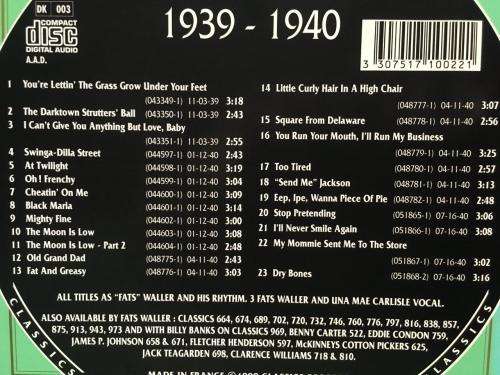 DK 003
1939 - 1940
COMPACT
disc
DIGITAL AUDIO
A.A.D.
3 307517 100221
1 You're Lettin' The Grass Grow Under Your Feet
(043349-1) 11-03-39 3:18
2 The Darktown Strutters' Ball (043350-1) 11-03-39 2:43
3 I Can't Give You Anything But Love, Baby
(043351-1) 11-03-39 2:55
4 Swinga-Dilla Street (044597-1) 01-12-40 2:43
5 At Twilight (044598-1) 01-12-40 3:19
6 Oh! Frenchy (044599-1) 01-12-40 3:04
7 Cheatin' On Me (044600-1) 01-12-40 3:09
8 Black Maria (044601-1) 01-12-40 3:14
9 Mighty Fine (044602-1) 01-12-40 3:00
10 The Moon Is Low (044603-1) 01-12-40 3:08
11 The Moon Is Low - Part 2 (044604-1) 01-12-40 2:48
12 Old Grand Dad (048775-1) 04-11-40 2:43
13 Fat And Greasy (048776-1) 04-11-40 3:03
14 Little Curly Hair In A High Chair
(048777-1) 04-11-40 3:07
15 Square From Delaware (048778-1) 04-11-40 2:56
16 You Run Your Mouth, I'll Run My Business
(048779-1) 04-11-40 3:25
17 Too Tired (048780-1) 04-11-40 2:57
18 "Send Me" Jackson (048781-1) 04-11-40 3:13
19 Eep, Ipe, Wanna Piece Of Pie (048782-1) 04-11-40 2:48
20 Stop Pretending (051865-1) 07-16-40 3:06
21 I'll Never Smile Again (051866-1) 07-16-40 3:08
22 My Mommie Sent Me To The Store
(051867-1) 07-16-40 3:02
23 Dry Bones (051868-2) 07-16-40 3:16
ALL TITLES AS "FATS" WALLER AND HIS RHYTHM. 3 FATS WALLER AND UNA MAE CARLISLE VOCAL.
ALSO AVAILABLE BY FATS WALLER : CLASSICS 664, 674, 689, 702, 720, 732, 746, 760, 776, 797, 816, 838, 857,
875, 913, 943, 973 AND WITH BILLY BANKS ON CLASSICS 969, BENNY CARTER 522, EDDIE CONDON 759,
JAMES P. JOHNSON 658 & 671, FLETCHER HENDERSON 597, McKINNEYS COTTON PICKERS 625,
JACK TEAGARDEN 698, CLARENCE WILLIAMS 718 & 810.
CLASSICS
CLASSICS
MADE IN FRANCE